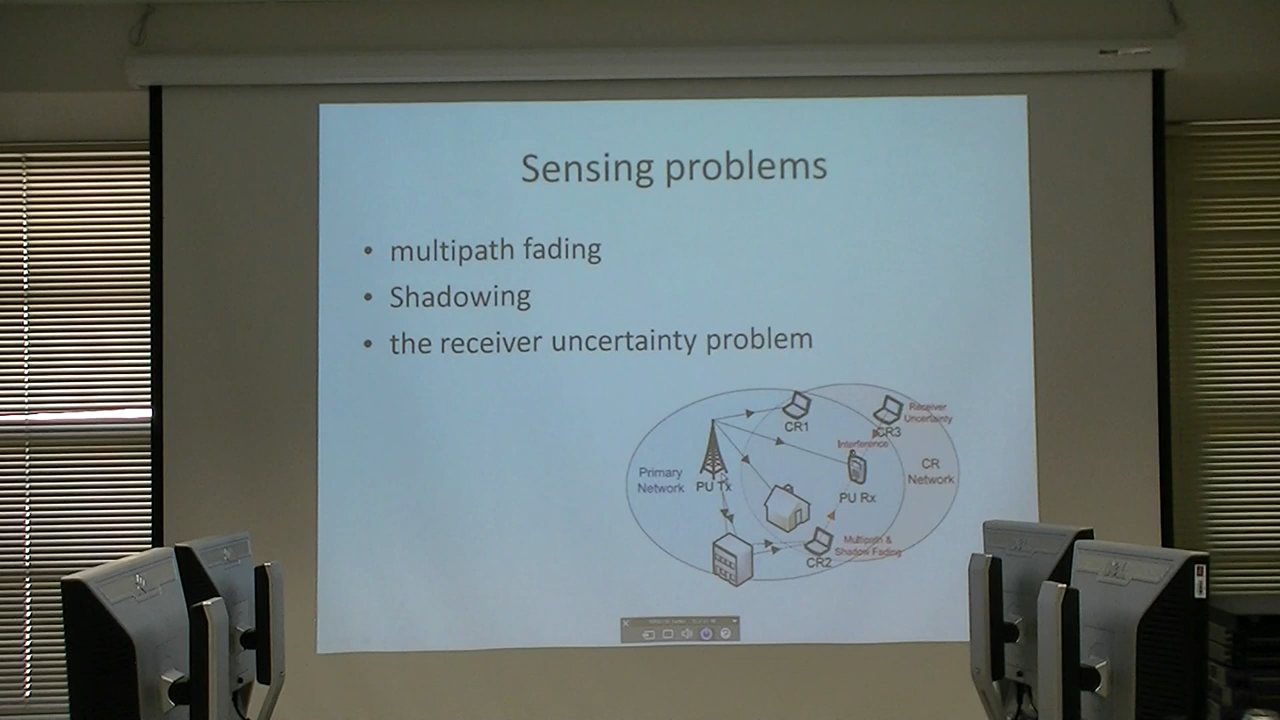 Sensing problems
• multipath fading
• Shadowing
• the receiver uncertainty problem
CR1
Receiver
Uncertainty
CR3
Interference
Primary
Network
PU Tx
CR
Network
PU Rx
Multipath &
Shadow Fading
CR2